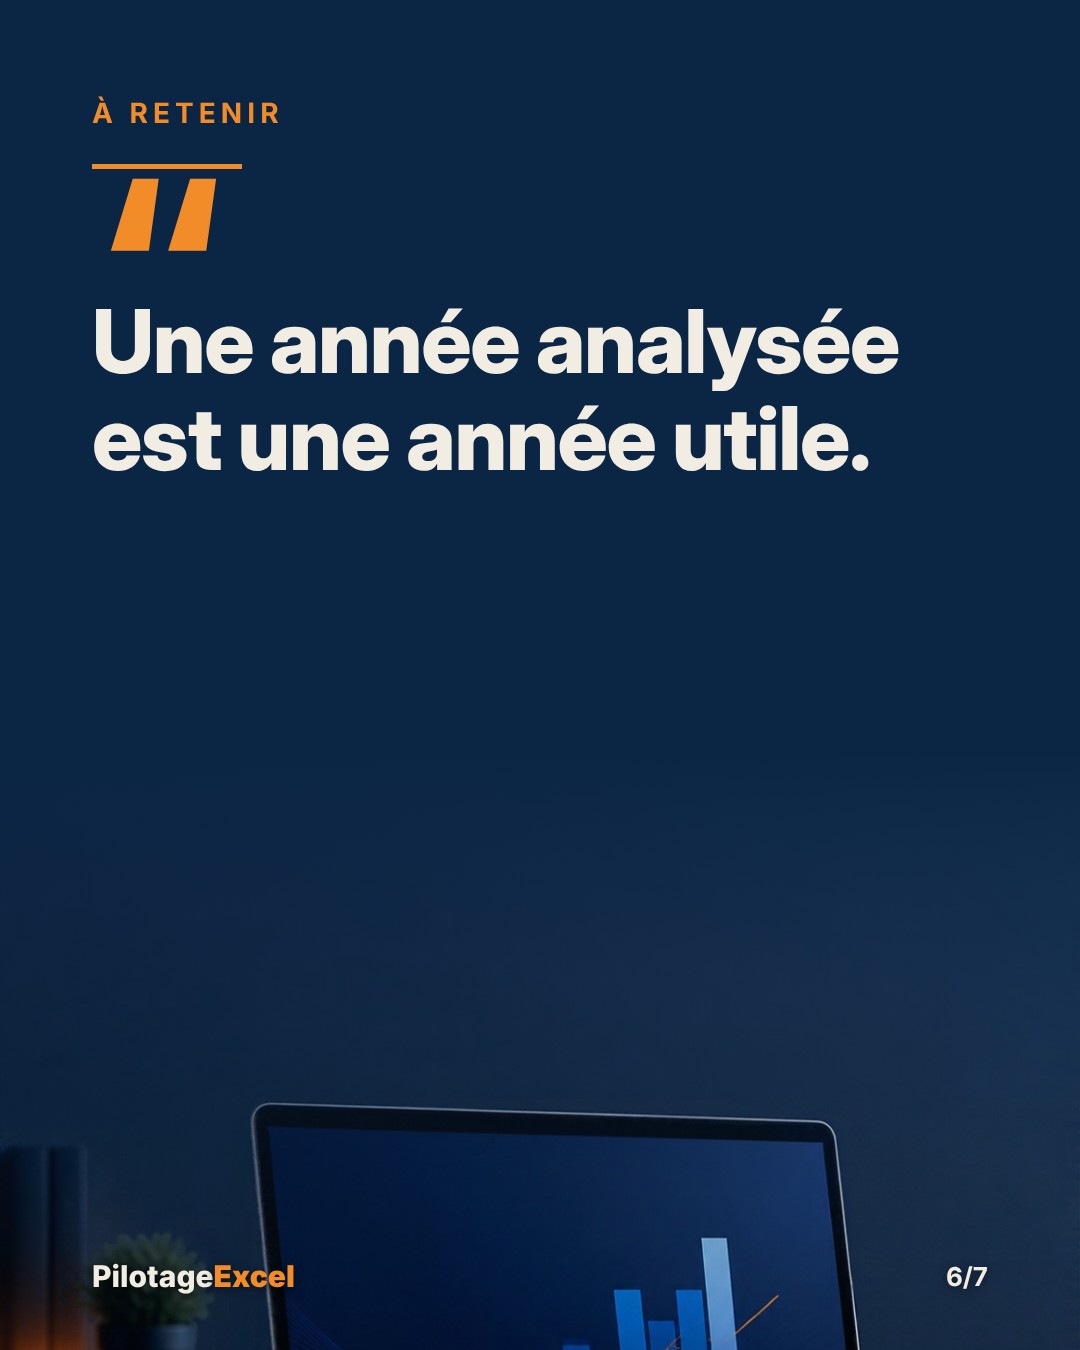 À RETENIR
"
Une année analysée
est une année utile.
PilotageExcel
6/7